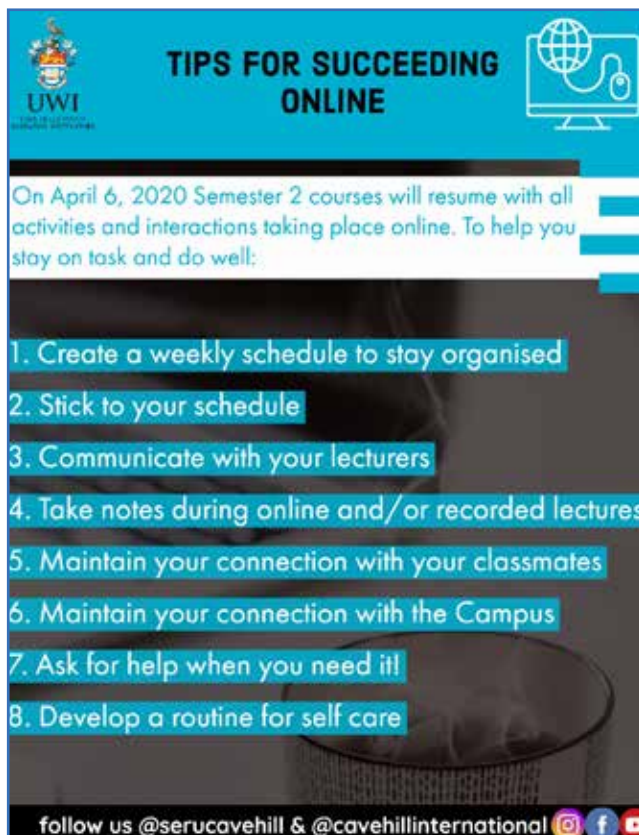 TIPS FOR SUCCEEDING
ONLINE
UWI
On April 6, 2020 Semester 2 courses will resume with all
activities and interactions taking place online. To help you
stay on task and do well:
1. Create a weekly schedule to stay organised
2. Stick to your schedule
3. Communicate with your lecturers
4. Take notes during online and/or recorded lectures
5. Maintain your connection with your classmates
6. Maintain your connection with the Campus
7. Ask for help when you need it!
8. Develop a routine for self care
follow us @serucavehill & @cavehillinternational